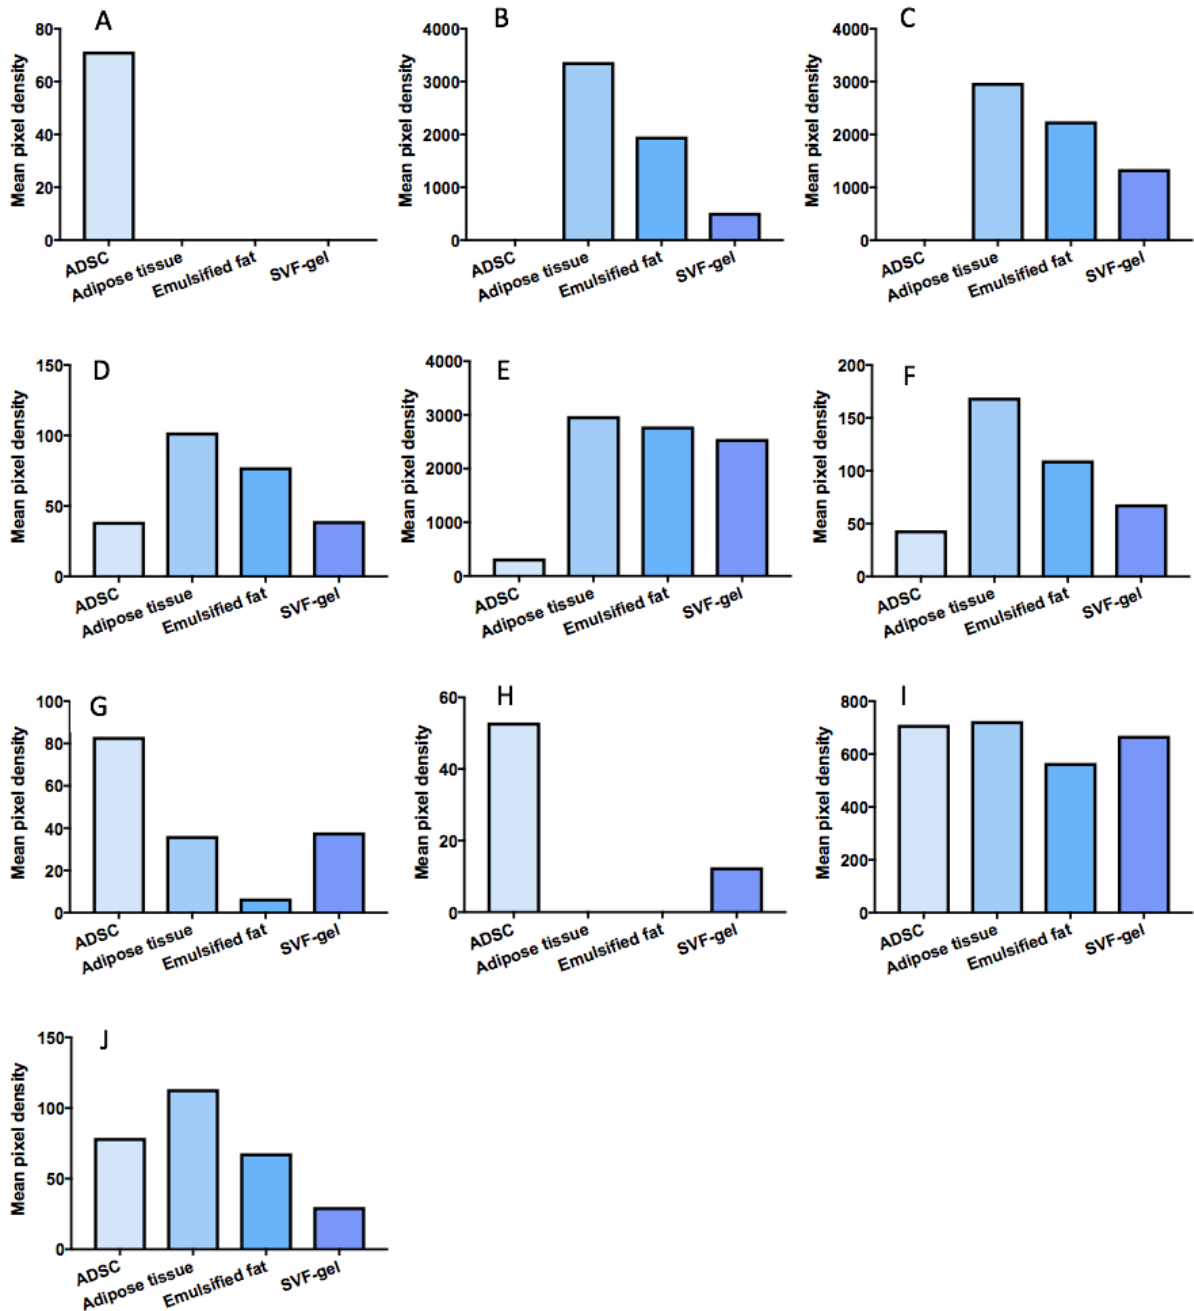 A
Mean pixel density
80
60
40
20
0
ADSC
Adipose tissue
Emulsified fat
SVF-gel
B
Mean pixel density
4000
3000
2000
1000
0
ADSC
Adipose tissue
Emulsified fat
SVF-gel
C
Mean pixel density
4000
3000
2000
1000
0
ADSC
Adipose tissue
Emulsified fat
SVF-gel
D
Mean pixel density
150
100
50
0
ADSC
Adipose tissue
Emulsified fat
SVF-gel
E
Mean pixel density
4000
3000
2000
1000
0
ADSC
Adipose tissue
Emulsified fat
SVF-gel
F
Mean pixel density
200
150
100
50
0
ADSC
Adipose tissue
Emulsified fat
SVF-gel
G
Mean pixel density
100
80
60
40
20
0
ADSC
Adipose tissue
Emulsified fat
SVF-gel
H
Mean pixel density
60
40
20
0
ADSC
Adipose tissue
Emulsified fat
SVF-gel
I
Mean pixel density
800
600
400
200
0
ADSC
Adipose tissue
Emulsified fat
SVF-gel
J
Mean pixel density
150
100
50
0
ADSC
Adipose tissue
Emulsified fat
SVF-gel